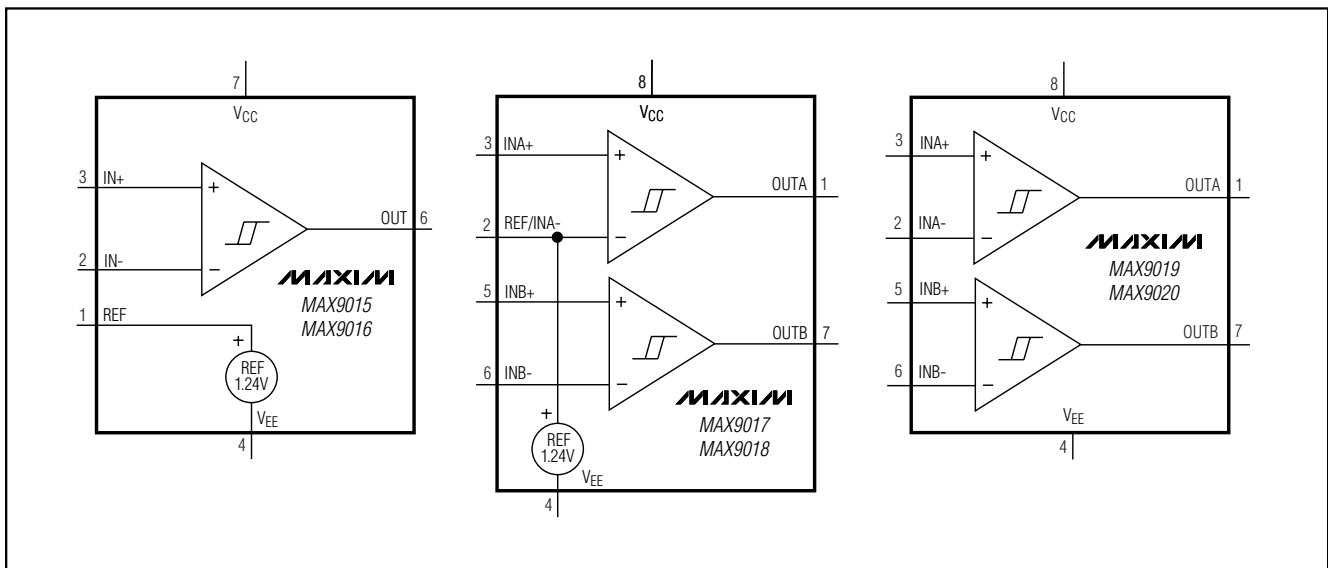 7
VCC
3 IN+
+
OUT 6
2 IN-
−
MAXIM
MAX9015
MAX9016
1 REF
+
REF
1.24V
VEE
4
8
VCC
3 INA+
+
OUTA 1
2 REF/INA-
−
5 INB+
+
OUTB 7
6 INB-
−
MAXIM
MAX9017
MAX9018
+
REF
1.24V
VEE
4
8
VCC
3 INA+
+
OUTA 1
2 INA-
−
MAXIM
MAX9019
MAX9020
5 INB+
+
OUTB 7
6 INB-
−
VEE
4